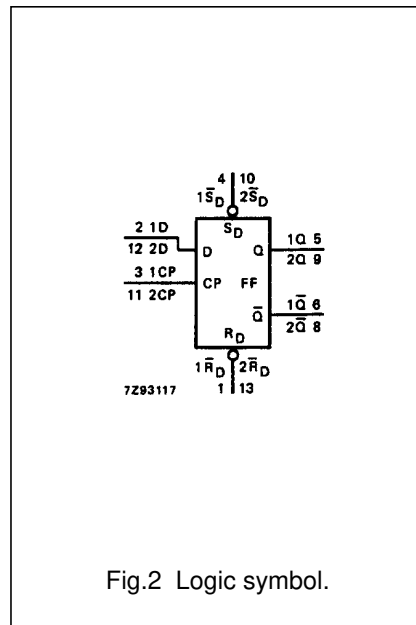 4 10
1S̅D 2S̅D
2 1D
12 2D
3 1CP
11 2CP
SD
D Q
CP FF
Q̅
RD
1Q 5
2Q 9
1Q̅ 6
2Q̅ 8
1R̅D 2R̅D
1 13
7Z93117
Fig.2 Logic symbol.